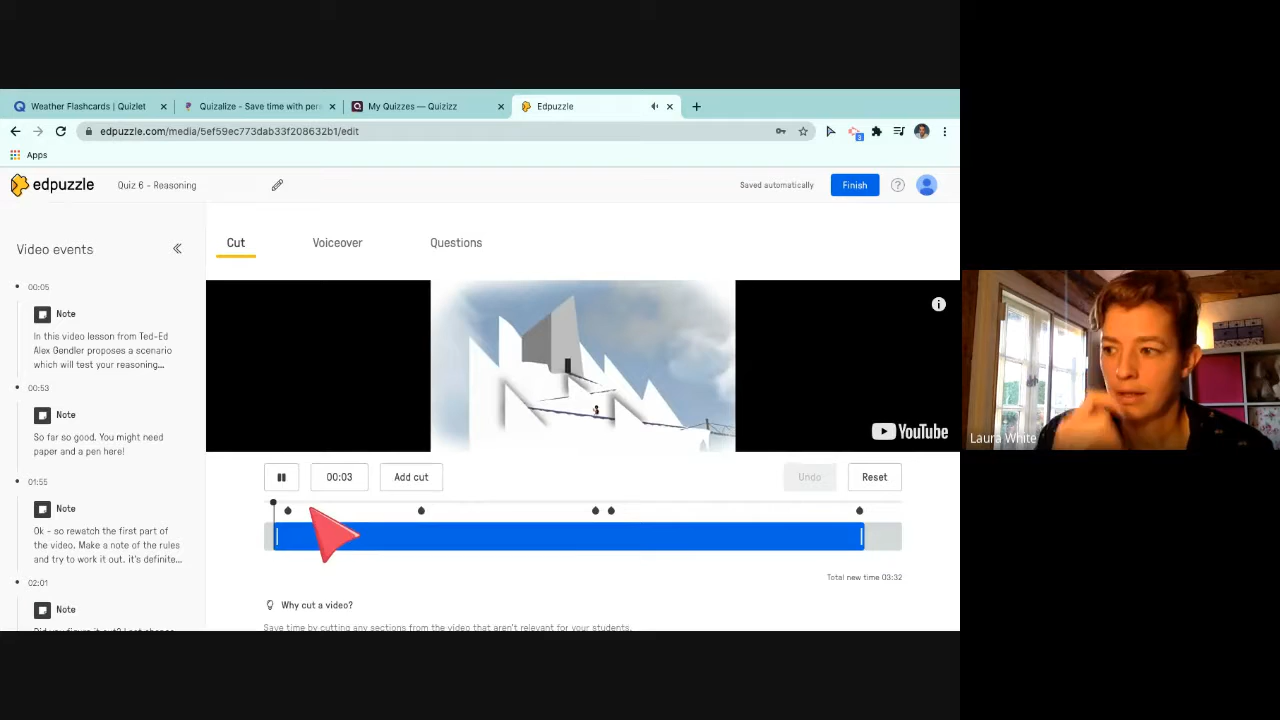 Weather Flashcards | Quizlet
Quizalize - Save time with pers
My Quizzes — Quizizz
Edpuzzle
edpuzzle.com/media/5ef59ec773dab33f208632b1/edit
3
Apps
edpuzzle
Quiz 6 - Reasoning
Saved automatically
Finish
?
Video events
Cut
Voiceover
Questions
00:05
Note
In this video lesson from Ted-Ed
Alex Gendler proposes a scenario
which will test your reasoning...
00:53
Note
So far so good. You might need
paper and a pen here!
01:55
Note
Ok - so rewatch the first part of
the video. Make a note of the rules
and try to work it out. it's definite...
02:01
Note
YouTube
Laura White
00:03
Add cut
Undo
Reset
Total new time 03:32
Why cut a video?
Save time by cutting any sections from the video that aren't relevant for your students.